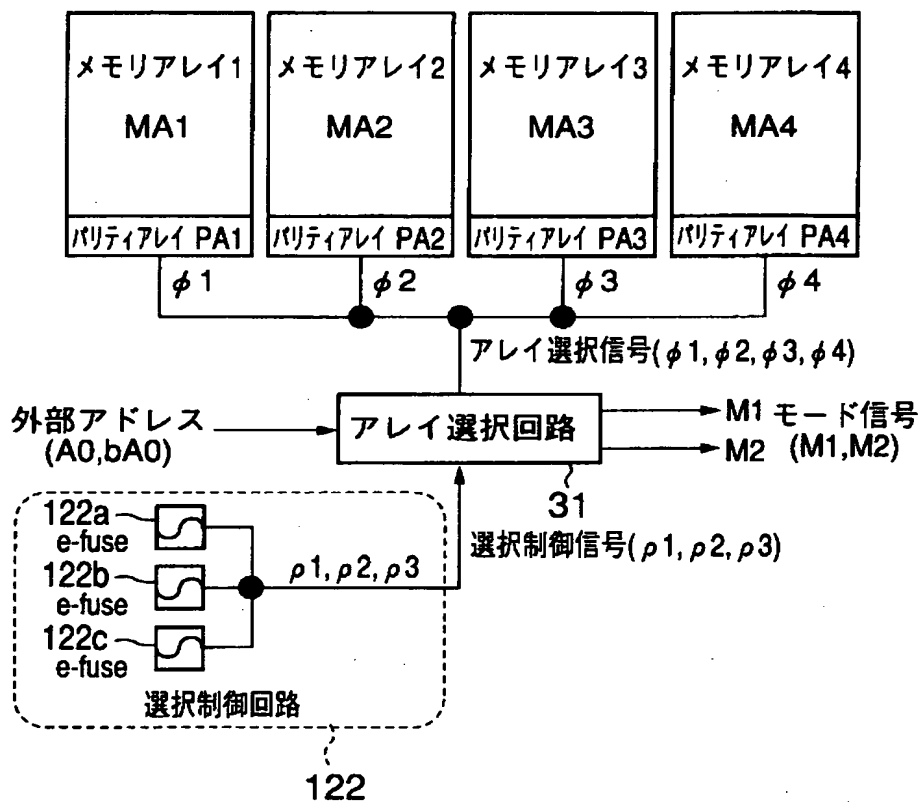 メモリアレイ1
メモリアレイ2
メモリアレイ3
メモリアレイ4
MA1
MA2
MA3
MA4
パリティアレイ PA1
パリティアレイ PA2
パリティアレイ PA3
パリティアレイ PA4
φ1
φ2
φ3
φ4
アレイ選択信号(φ1,φ2,φ3,φ4)
外部アドレス
(A0,bA0)
アレイ選択回路
M1 モード信号
M2 (M1,M2)
31
選択制御信号(ρ1,ρ2,ρ3)
122a
e-fuse
122b
e-fuse
122c
e-fuse
ρ1,ρ2,ρ3
選択制御回路
122